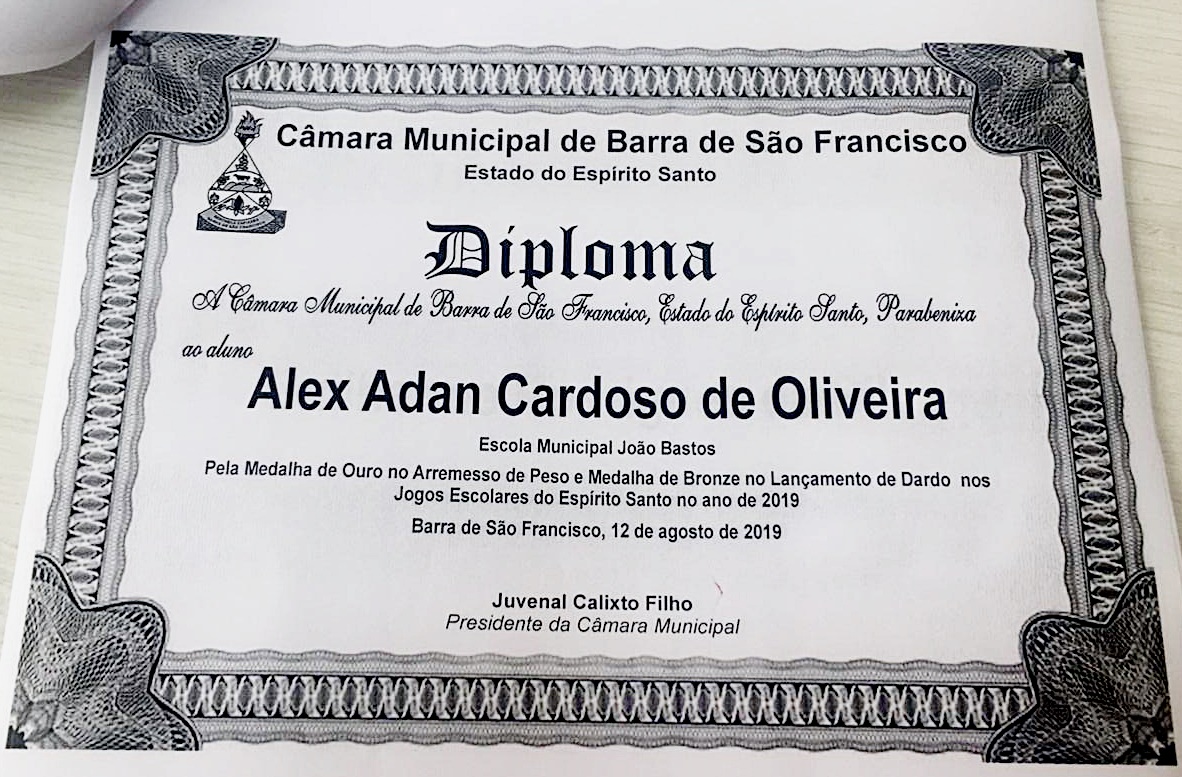 Câmara Municipal de Barra de São Francisco
Estado do Espírito Santo
Diploma
A Câmara Municipal de Barra de São Francisco, Estado do Espírito Santo, Parabeniza
ao aluno
Alex Adan Cardoso de Oliveira
Escola Municipal João Bastos
Pela Medalha de Ouro no Arremesso de Peso e Medalha de Bronze no Lançamento de Dardo nos
Jogos Escolares do Espírito Santo no ano de 2019
Barra de São Francisco, 12 de agosto de 2019
Juvenal Calixto Filho
Presidente da Câmara Municipal